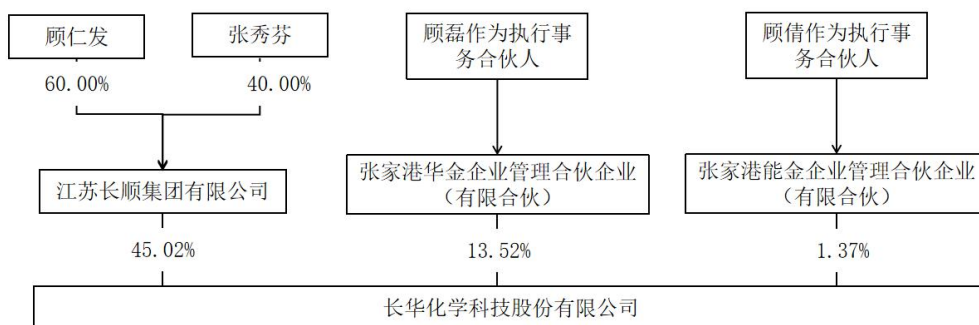 顾仁发
张秀芬
顾磊作为执行事
务合伙人
顾倩作为执行事
务合伙人
60.00%
40.00%
江苏长顺集团有限公司
张家港华金企业管理合伙企业
（有限合伙）
张家港能金企业管理合伙企业
（有限合伙）
45.02%
13.52%
1.37%
长华化学科技股份有限公司